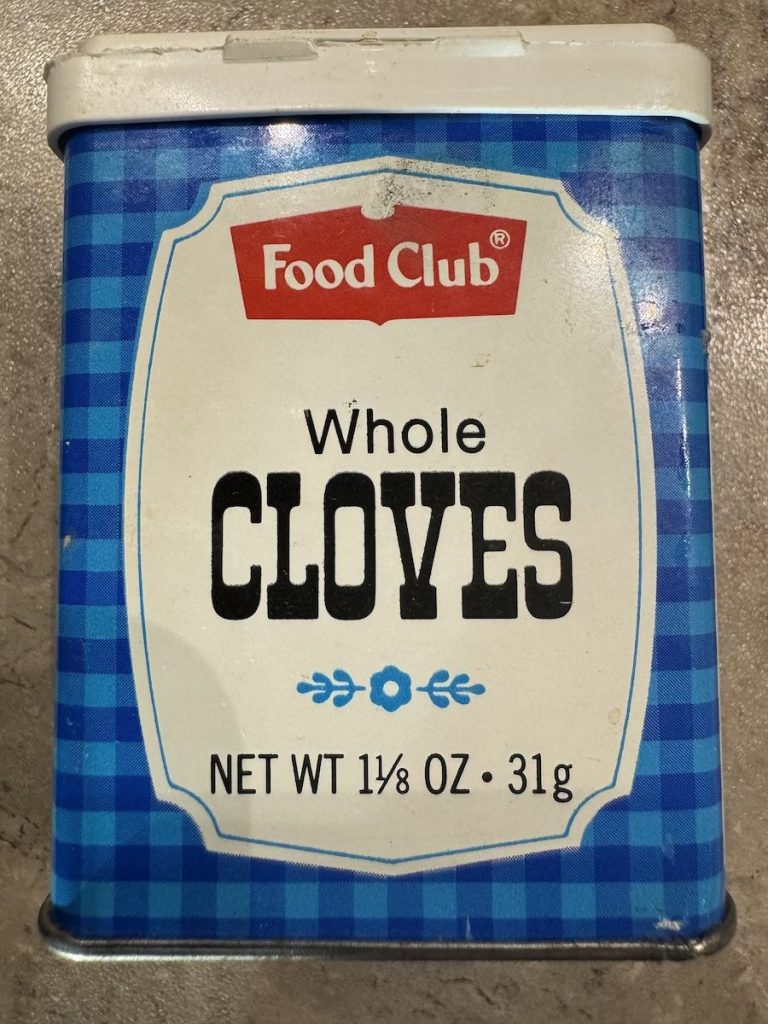 Food Club®
Whole
CLOVES
NET WT 1⅛ OZ • 31g